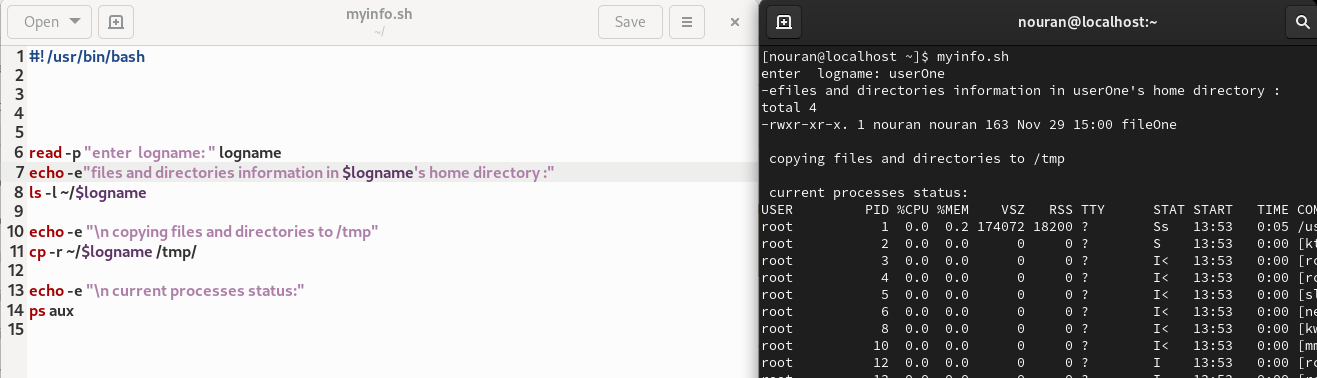 Open
myinfo.sh
~/
Save
1 #! /usr/bin/bash
2
3
4
5
6 read -p "enter  logname: " logname
7 echo -e"files and directories information in $logname's home directory :"
8 ls -l ~/$logname
9
10 echo -e "\n copying files and directories to /tmp"
11 cp -r ~/$logname /tmp/
12
13 echo -e "\n current processes status:"
14 ps aux
15
nouran@localhost:~
[nouran@localhost ~]$ myinfo.sh
enter  logname: userOne
-efiles and directories information in userOne's home directory :
total 4
-rwxr-xr-x. 1 nouran nouran 163 Nov 29 15:00 fileOne
 copying files and directories to /tmp
 current processes status:
USER         PID %CPU %MEM    VSZ   RSS TTY      STAT START   TIME COM
root           1  0.0  0.2 174072 18200 ?        Ss   13:53   0:05 /us
root           2  0.0  0.0      0     0 ?        S    13:53   0:00 [kt
root           3  0.0  0.0      0     0 ?        I<   13:53   0:00 [rc
root           4  0.0  0.0      0     0 ?        I<   13:53   0:00 [rc
root           5  0.0  0.0      0     0 ?        I<   13:53   0:00 [sl
root           6  0.0  0.0      0     0 ?        I<   13:53   0:00 [ne
root           8  0.0  0.0      0     0 ?        I<   13:53   0:00 [kw
root          10  0.0  0.0      0     0 ?        I<   13:53   0:00 [mm
root          12  0.0  0.0      0     0 ?        I    13:53   0:00 [rc